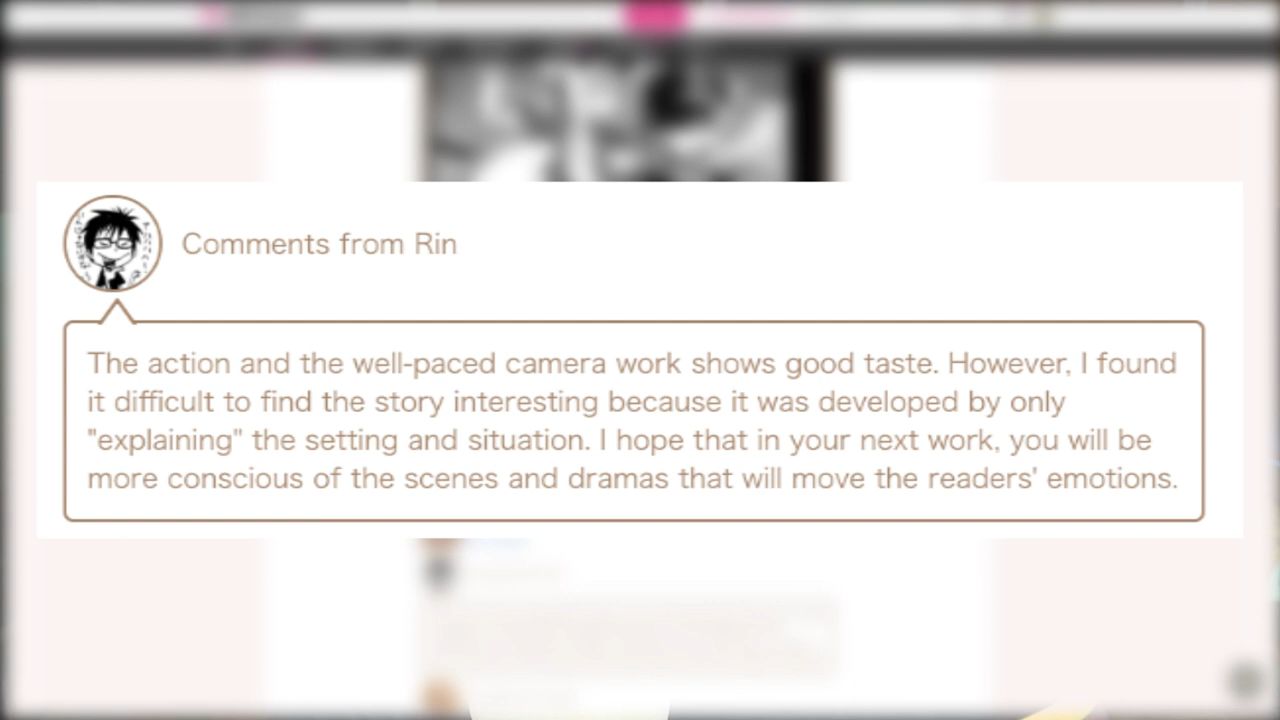 Comments from Rin
The action and the well-paced camera work shows good taste. However, I found
it difficult to find the story interesting because it was developed by only
"explaining" the setting and situation. I hope that in your next work, you will be
more conscious of the scenes and dramas that will move the readers' emotions.